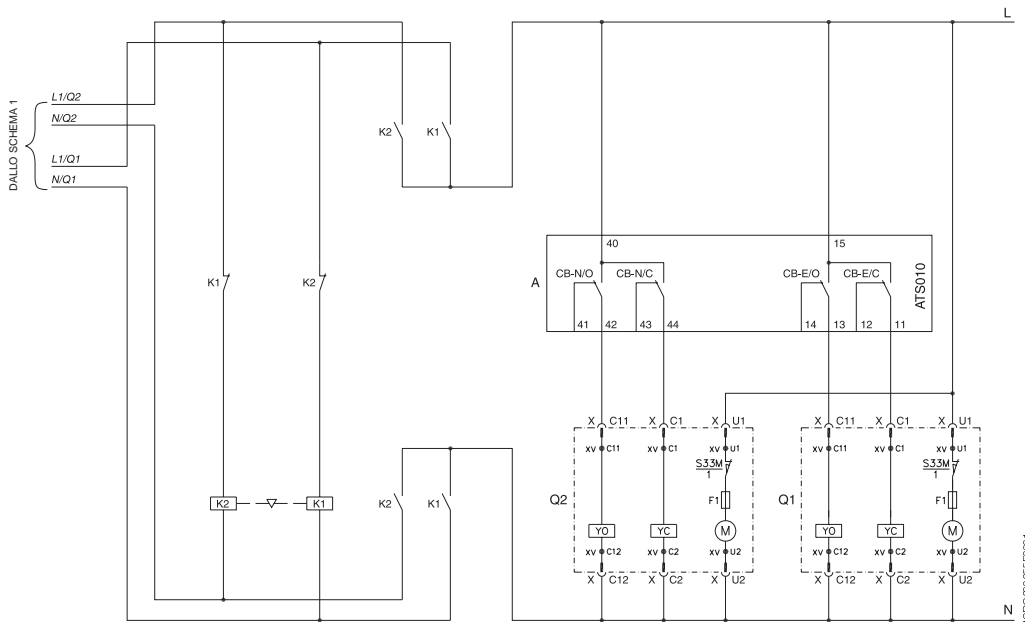 L
DALLO SCHEMA 1
L1/Q2
N/Q2
L1/Q1
N/Q1
K2
K1
40
15
A
CB-N/O
CB-N/C
CB-E/O
CB-E/C
ATS010
K1
K2
41
42
43
44
14
13
12
11
X C11
X C1
X U1
X C11
X C1
X U1
XV C11
XV C1
XV U1
XV C11
XV C1
XV U1
S33M
1
S33M
1
K2
K1
K2
K1
Q2
F1
Q1
F1
YO
YC
M
YO
YC
M
XV C12
XV C2
XV U2
XV C12
XV C2
XV U2
X C12
X C2
X U2
X C12
X C2
X U2
N